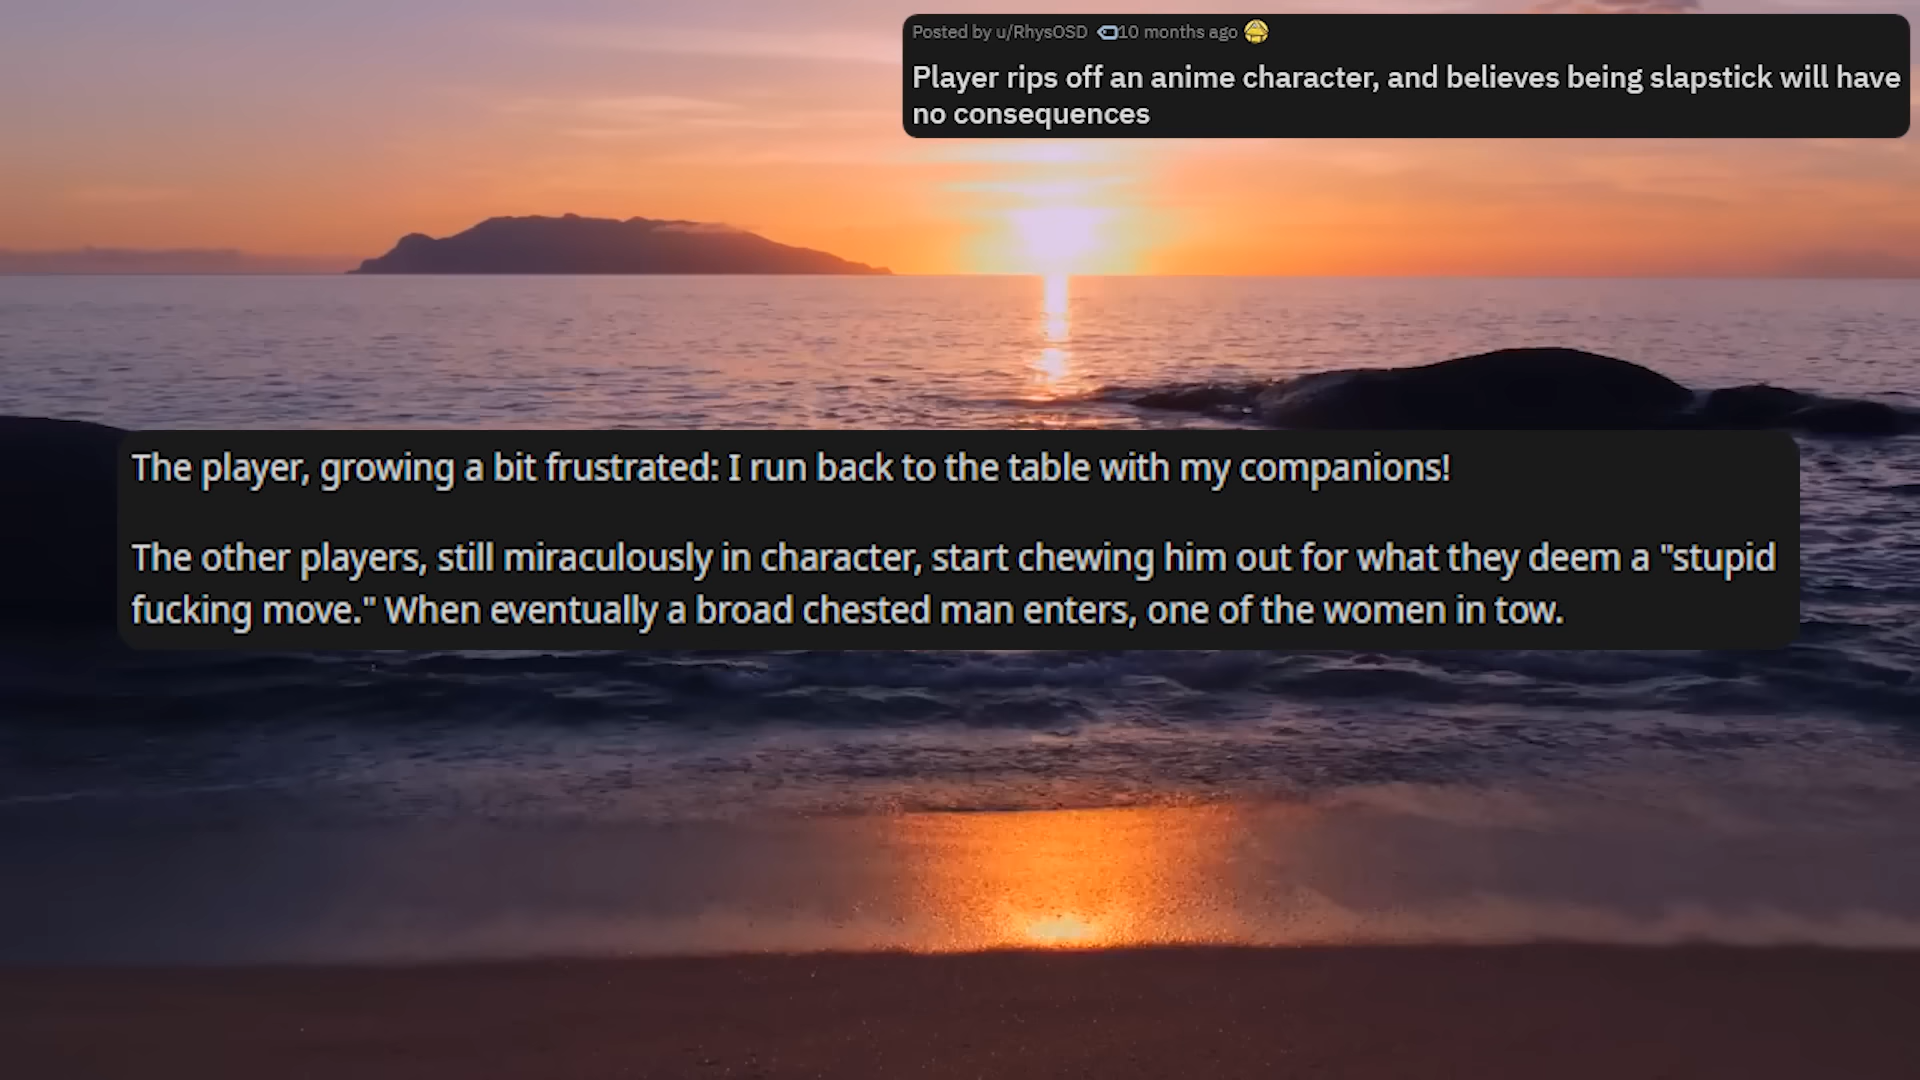 Posted by u/RhysOSD 10 months ago
Player rips off an anime character, and believes being slapstick will have
no consequences
The player, growing a bit frustrated: I run back to the table with my companions!
The other players, still miraculously in character, start chewing him out for what they deem a "stupid
fucking move." When eventually a broad chested man enters, one of the women in tow.